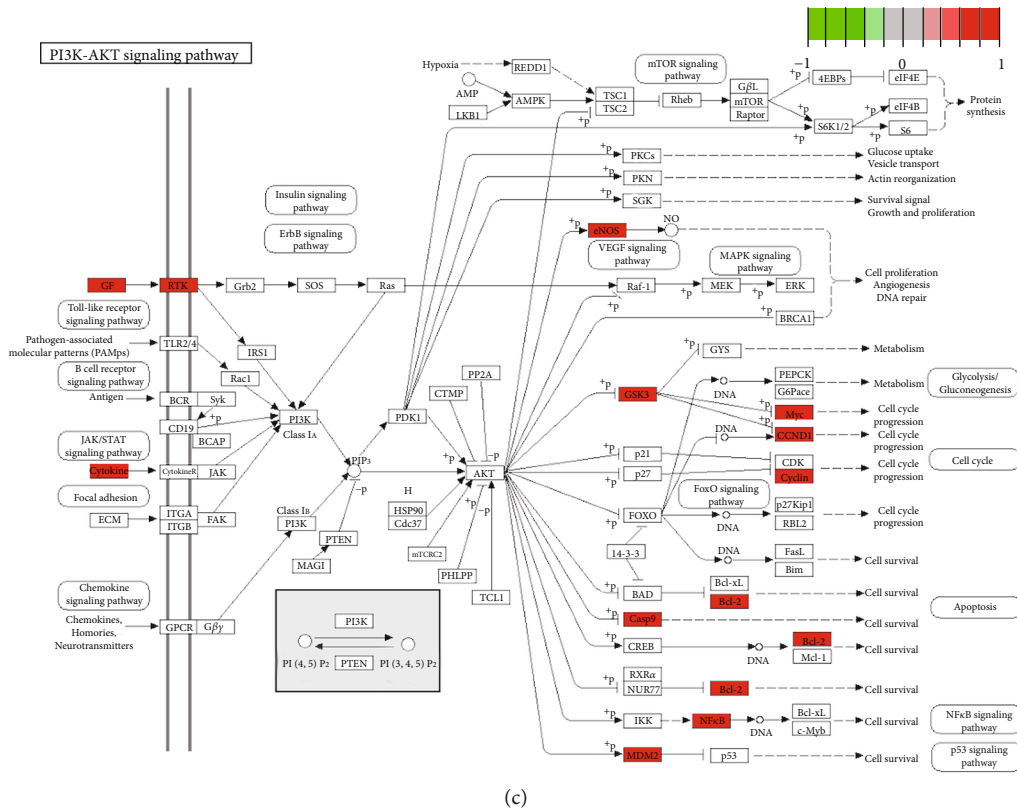 PI3K-AKT signaling pathway
−1
0
1
Hypoxia
REDD1
AMP
LKB1
AMPK
TSC1
TSC2
Rheb
mTOR signaling
pathway
GβL
mTOR
Raptor
+p
4EBPs
eIF4E
+p
S6K1/2
+p
eIF4B
+p
S6
Protein
synthesis
+p
+p
PKCs
Glucose uptake
Vesicle transport
+p
PKN
Actin reorganization
+p
SGK
Survival signal
Growth and proliferation
Insulin signaling
pathway
ErbB signaling
pathway
+p
eNOS
NO
VEGF signaling
pathway
MAPK signaling
pathway
GF
RTK
Grb2
SOS
Ras
Raf-1
+p
MEK
+p
ERK
+p
Cell proliferation
Angiogenesis
DNA repair
+p
BRCA1
Toll-like receptor
signaling pathway
Pathogen-associated
molecular patterns (PAMps)
TLR2/4
IRS1
Rac1
B cell receptor
signaling pathway
Antigen
BCR
Syk
+p
CD19
BCAP
PI3K
Class IA
JAK/STAT
signaling pathway
Cytokine
CytokineR
JAK
Focal adhesion
ECM
ITGA
ITGB
FAK
Class IB
PI3K
PIP3
−p
PTEN
MAGI
Chemokine
signaling pathway
Chemokines,
Homories,
Neurotransmitters
GPCR
Gβγ
PDK1
CTMP
PP2A
+p
−p
AKT
H
HSP90
Cdc37
+p
−p
mTCRC2
PHLPP
TCL1
PI3K
PI (4, 5) P2
PTEN
PI (3, 4, 5) P2
GYS
Metabolism
+p
GSK3
+p
DNA
PEPCK
G6Pace
Metabolism
Glycolysis/
Gluconeogenesis
+p
Myc
Cell cycle
progression
+p
DNA
CCND1
Cell cycle
progression
+p
p21
+p
p27
CDK
Cyclin
Cell cycle
progression
Cell cycle
FoxO signaling
pathway
+p
FOXO
DNA
p27Kip1
RBL2
Cell cycle
progression
14-3-3
DNA
FasL
Bim
Cell survival
+p
BAD
Bcl-xL
Bcl-2
Cell survival
Apoptosis
+p
Casp9
Cell survival
+p
CREB
DNA
Bcl-2
Mcl-1
Cell survival
+p
RXRα
NUR77
Bcl-2
Cell survival
+p
IKK
NFκB
DNA
Bcl-xL
c-Myb
Cell survival
NFκB signaling
pathway
+p
MDM2
p53
Cell survival
p53 signaling
pathway
(c)